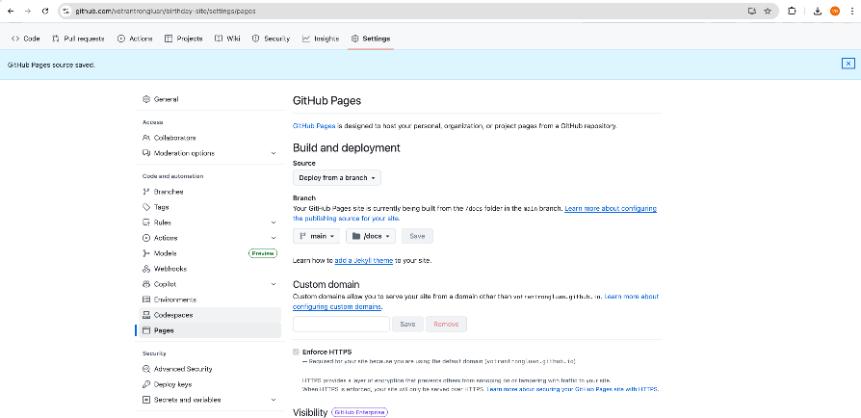 github.com/votrantrongluan/birthday-site/settings/pages
Code Pull requests Actions Projects Wiki Security Insights Settings
GitHub Pages source saved.
General
Access
Collaborators
Moderation options
Code and automation
Branches
Tags
Rules
Actions
Models Preview
Webhooks
Copilot
Environments
Codespaces
Pages
Security
Advanced Security
Deploy keys
Secrets and variables
GitHub Pages
GitHub Pages is designed to host your personal, organization, or project pages from a GitHub repository.
Build and deployment
Source
Deploy from a branch
Branch
Your GitHub Pages site is currently being built from the /docs folder in the main branch. Learn more about configuring
the publishing source for your site.
main /docs Save
Learn how to add a Jekyll theme to your site.
Custom domain
Custom domains allow you to serve your site from a domain other than votrantrongluan.github.io. Learn more about
configuring custom domains.
Save Remove
Enforce HTTPS
— Required for your site because you are using the default domain (votrantrongluan.github.io)
HTTPS provides a layer of encryption that prevents others from snooping on or tampering with traffic to your site.
When HTTPS is enforced, your site will only be served over HTTPS. Learn more about securing your GitHub Pages site with HTTPS.
Visibility GitHub Enterprise